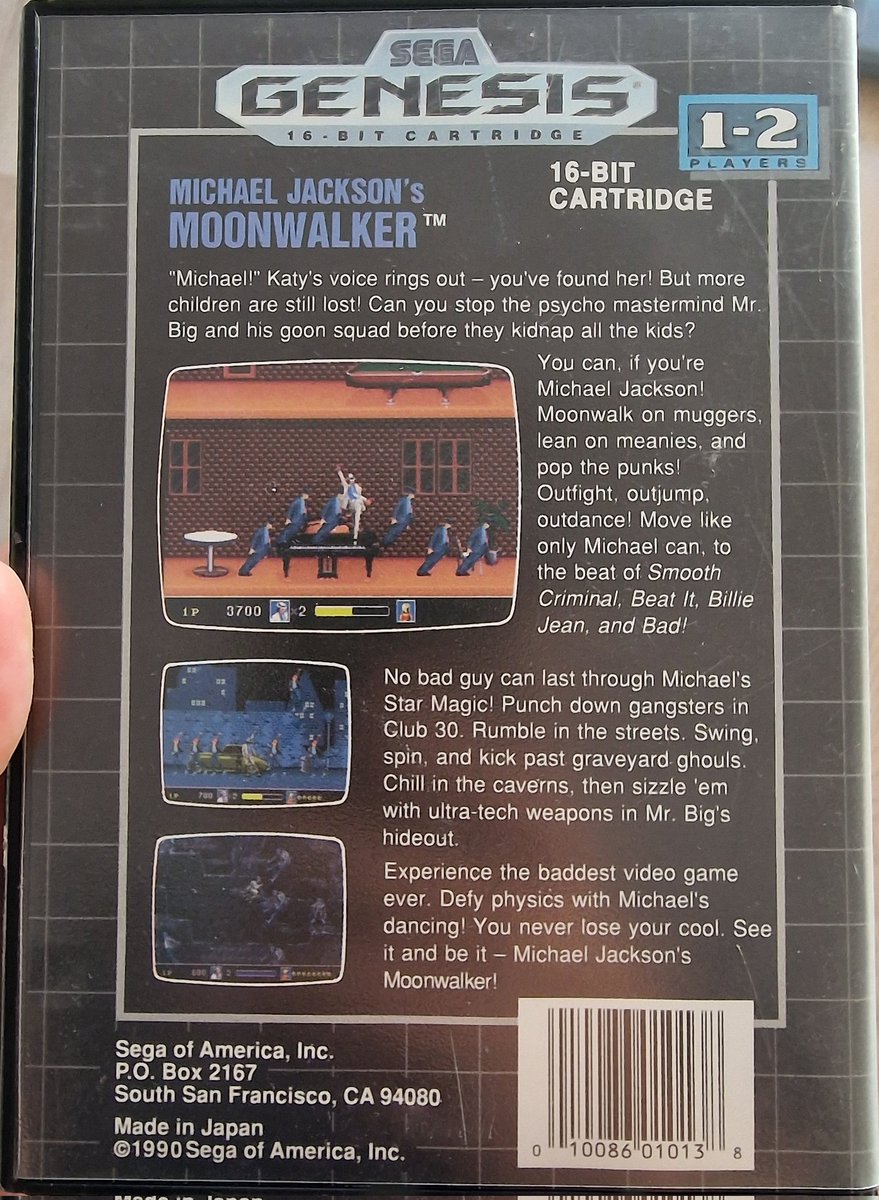 SEGA
GENESIS
16-BIT CARTRIDGE
1-2
PLAYERS
16-BIT
CARTRIDGE
MICHAEL JACKSON's
MOONWALKER™
"Michael!" Katy's voice rings out – you've found her! But more
children are still lost! Can you stop the psycho mastermind Mr.
Big and his goon squad before they kidnap all the kids?
You can, if you're
Michael Jackson!
Moonwalk on muggers,
lean on meanies, and
pop the punks!
Outfight, outjump,
outdance! Move like
only Michael can, to
the beat of Smooth
Criminal, Beat It, Billie
Jean, and Bad!
1P 3700 2
No bad guy can last through Michael's
Star Magic! Punch down gangsters in
Club 30. Rumble in the streets. Swing,
spin, and kick past graveyard ghouls.
Chill in the caverns, then sizzle 'em
with ultra-tech weapons in Mr. Big's
hideout.
1P 700 2
Experience the baddest video game
ever. Defy physics with Michael's
dancing! You never lose your cool. See
it and be it – Michael Jackson's
Moonwalker!
1P 2
Sega of America, Inc.
P.O. Box 2167
South San Francisco, CA 94080
Made in Japan
©1990 Sega of America, Inc.
0 10086 01013 8
Made in Japan